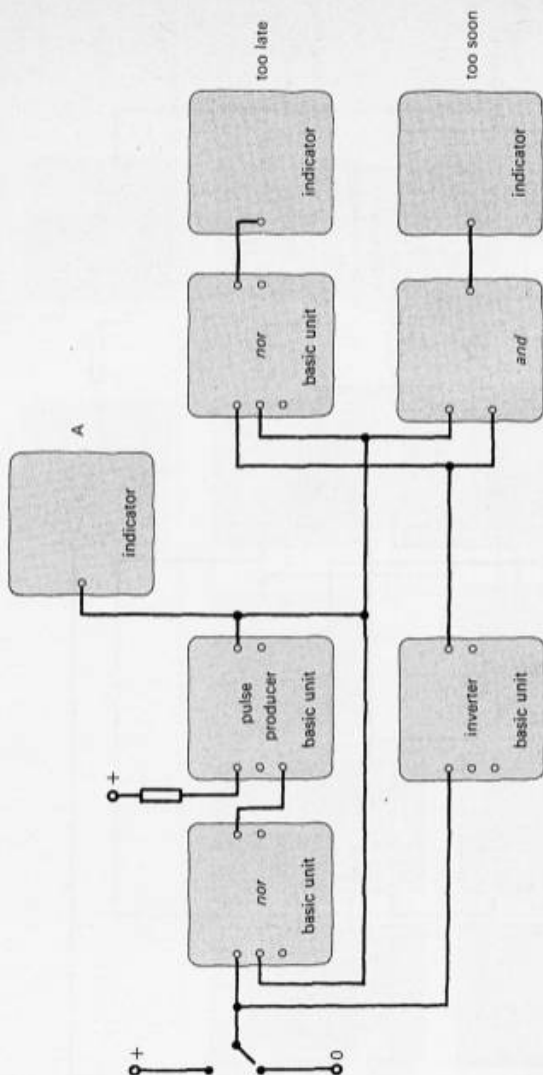 +
0
nor
basic unit
+
pulse
producer
basic unit
inverter
basic unit
indicator
A
nor
basic unit
and
indicator
too late
indicator
too soon